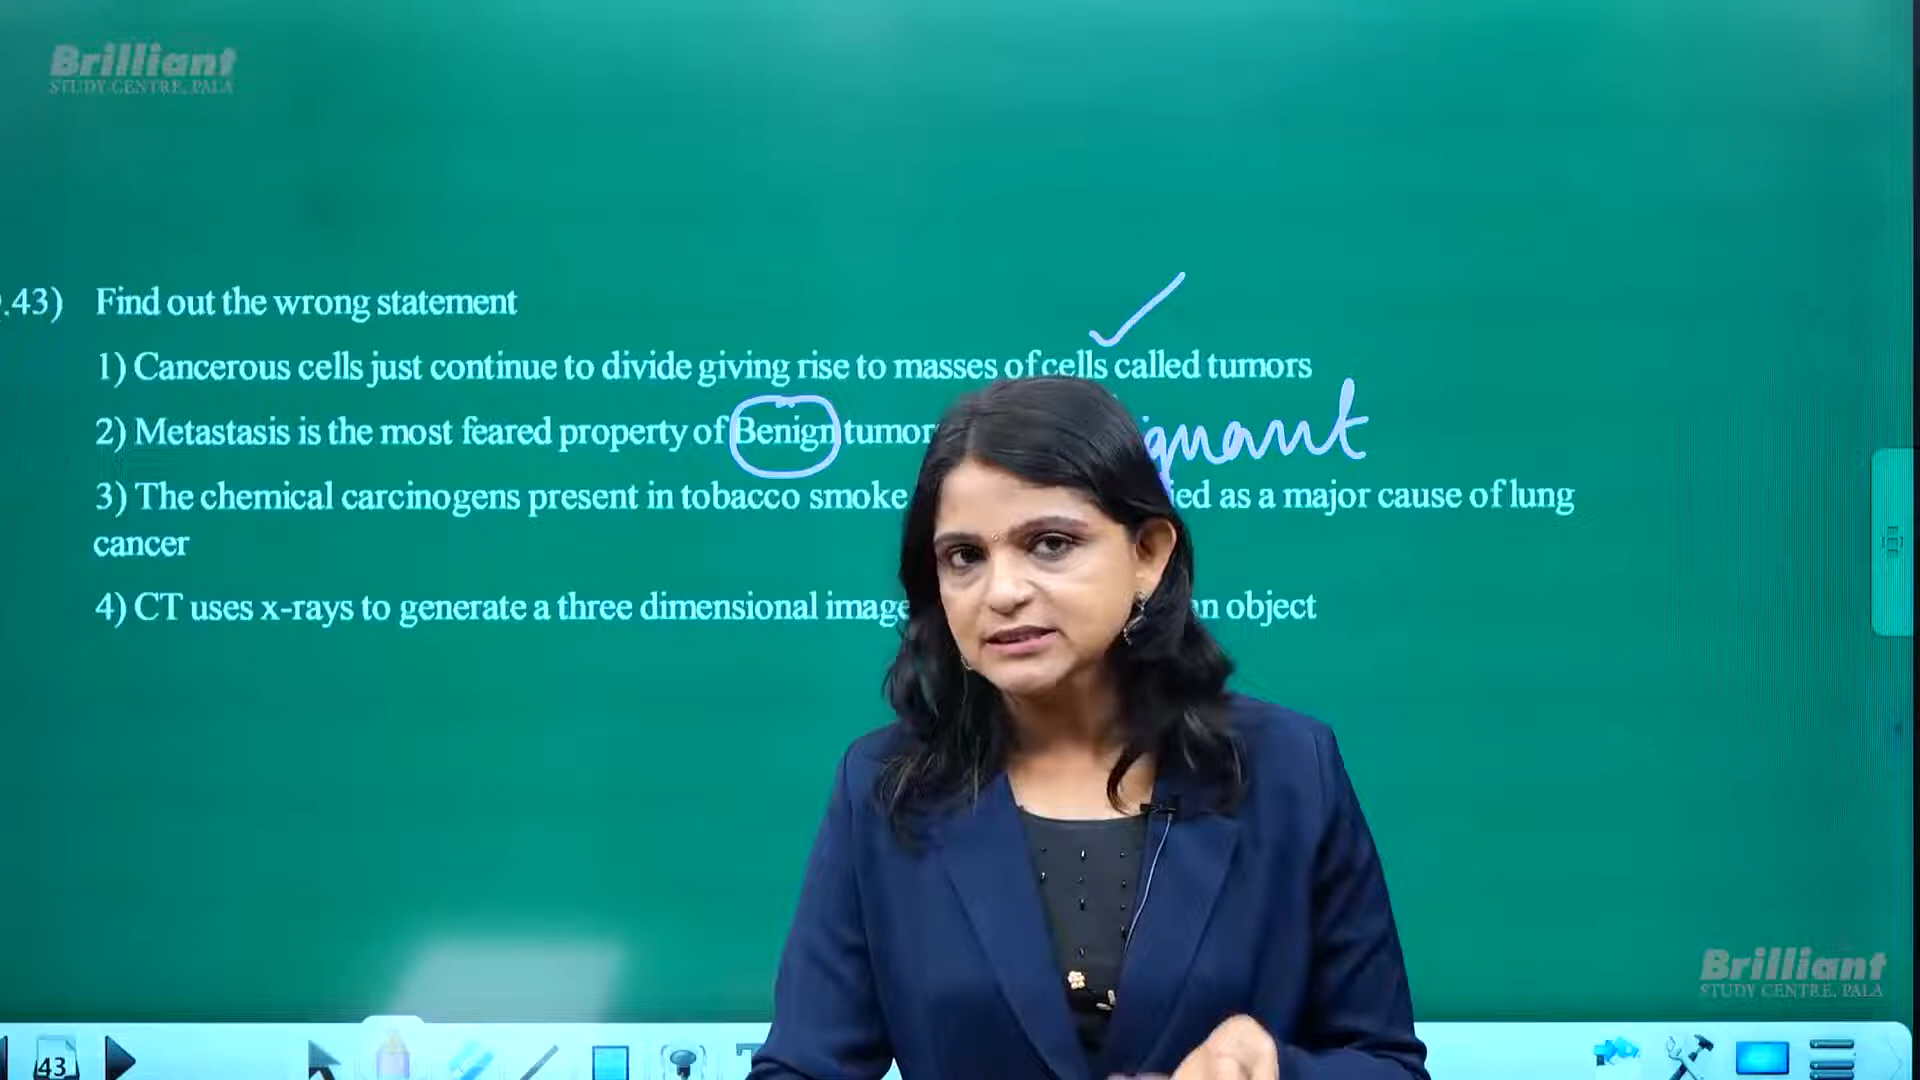 Brilliant
STUDY CENTRE, PALA
.43) Find out the wrong statement
1) Cancerous cells just continue to divide giving rise to masses of cells called tumors
2) Metastasis is the most feared property of Benign tumor ignant
3) The chemical carcinogens present in tobacco smoke ied as a major cause of lung
cancer
4) CT uses x-rays to generate a three dimensional image an object
Brilliant
STUDY CENTRE, PALA
43